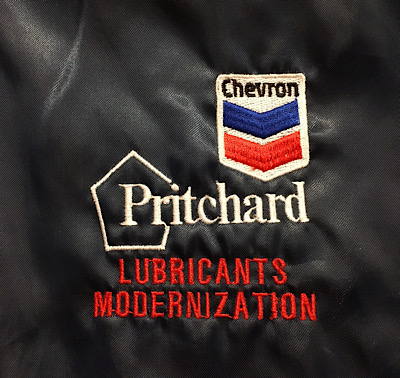 Chevron
Pritchard
LUBRICANTS
MODERNIZATION